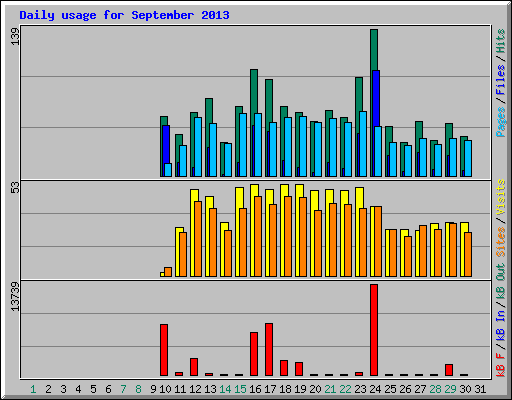 Daily usage for September 2013
139
Pages / Files / Hits
53
Sites / Visits
13739
kB F / kB In / kB Out
1 2 3 4 5 6 7 8 9 10 11 12 13 14 15 16 17 18 19 20 21 22 23 24 25 26 27 28 29 30 31